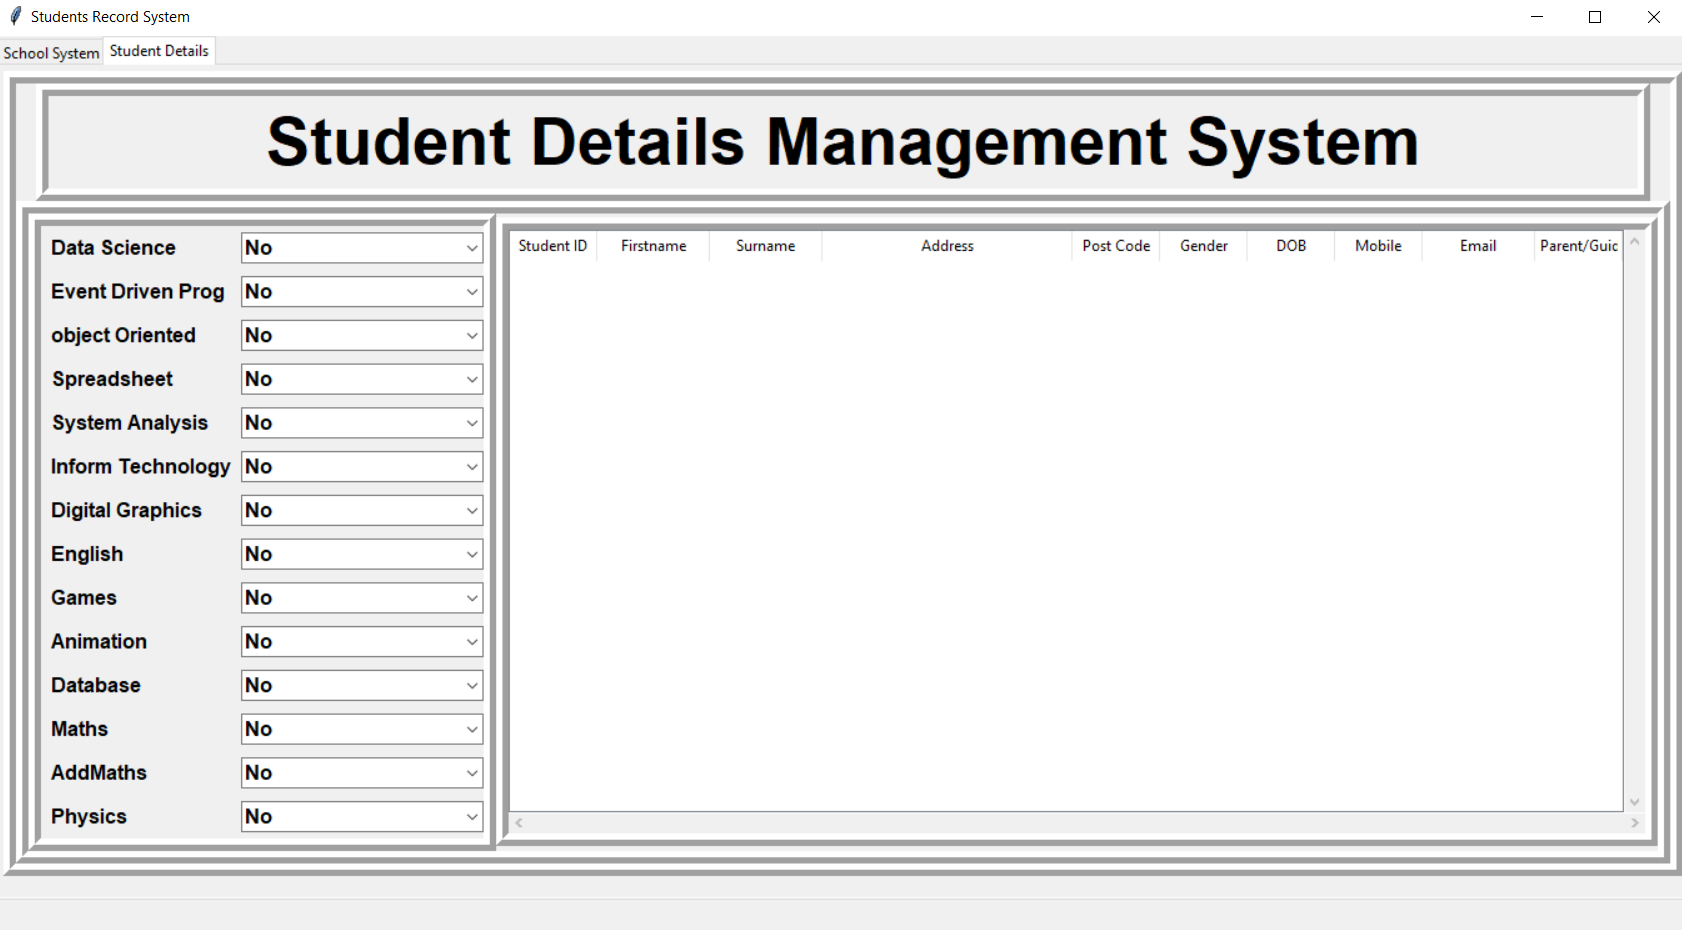 Students Record System
School System Student Details
Student Details Management System
Data Science No
Event Driven Prog No
object Oriented No
Spreadsheet No
System Analysis No
Inform Technology No
Digital Graphics No
English No
Games No
Animation No
Database No
Maths No
AddMaths No
Physics No
Student ID Firstname Surname Address Post Code Gender DOB Mobile Email Parent/Guic